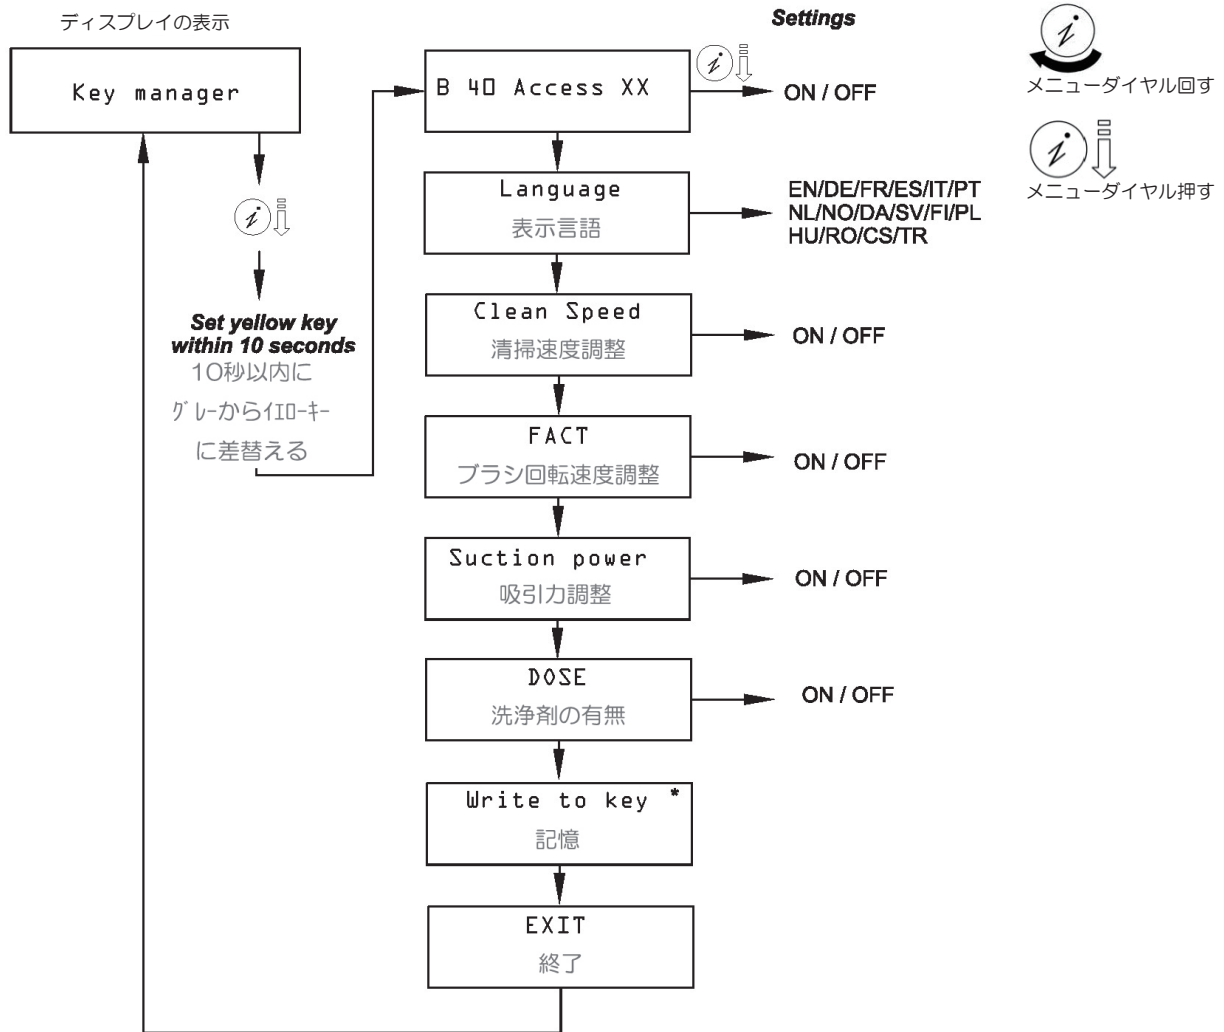 ディスプレイの表示
Settings
Key manager
B 40 Access XX
ON / OFF
メニューダイヤル回す
メニューダイヤル押す
Language
表示言語
EN/DE/FR/ES/IT/PT
NL/NO/DA/SV/FI/PL
HU/RO/CS/TR
Set yellow key
within 10 seconds
10秒以内に
グレーからイエローキー
に差替える
Clean Speed
清掃速度調整
ON / OFF
FACT
ブラシ回転速度調整
ON / OFF
Suction power
吸引力調整
ON / OFF
DOSE
洗浄剤の有無
ON / OFF
Write to key *
記憶
EXIT
終了